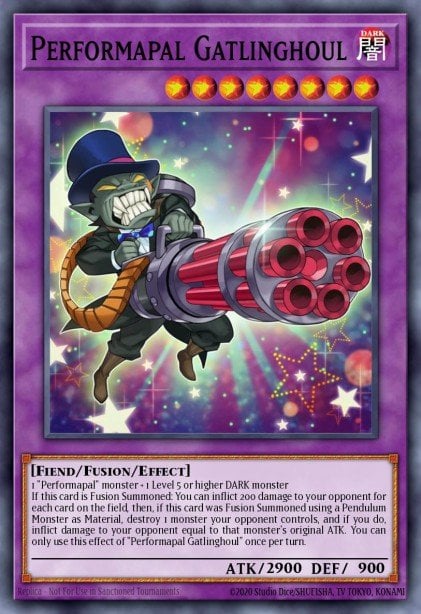 PERFORMAPAL GATLINGHOUL
DARK
闇
[FIEND/FUSION/EFFECT]
1 "Performapal" monster + 1 Level 5 or higher DARK monster
If this card is Fusion Summoned: You can inflict 200 damage to your opponent for
each card on the field, then, if this card was Fusion Summoned using a Pendulum
Monster as Material, destroy 1 monster your opponent controls, and if you do,
inflict damage to your opponent equal to that monster's original ATK. You can
only use this effect of "Performapal Gatlinghoul" once per turn.
ATK/2900 DEF/ 900
Replica - Not For Use in Sanctioned Tournaments
©2020 Studio Dice/SHUEISHA, TV TOKYO, KONAMI